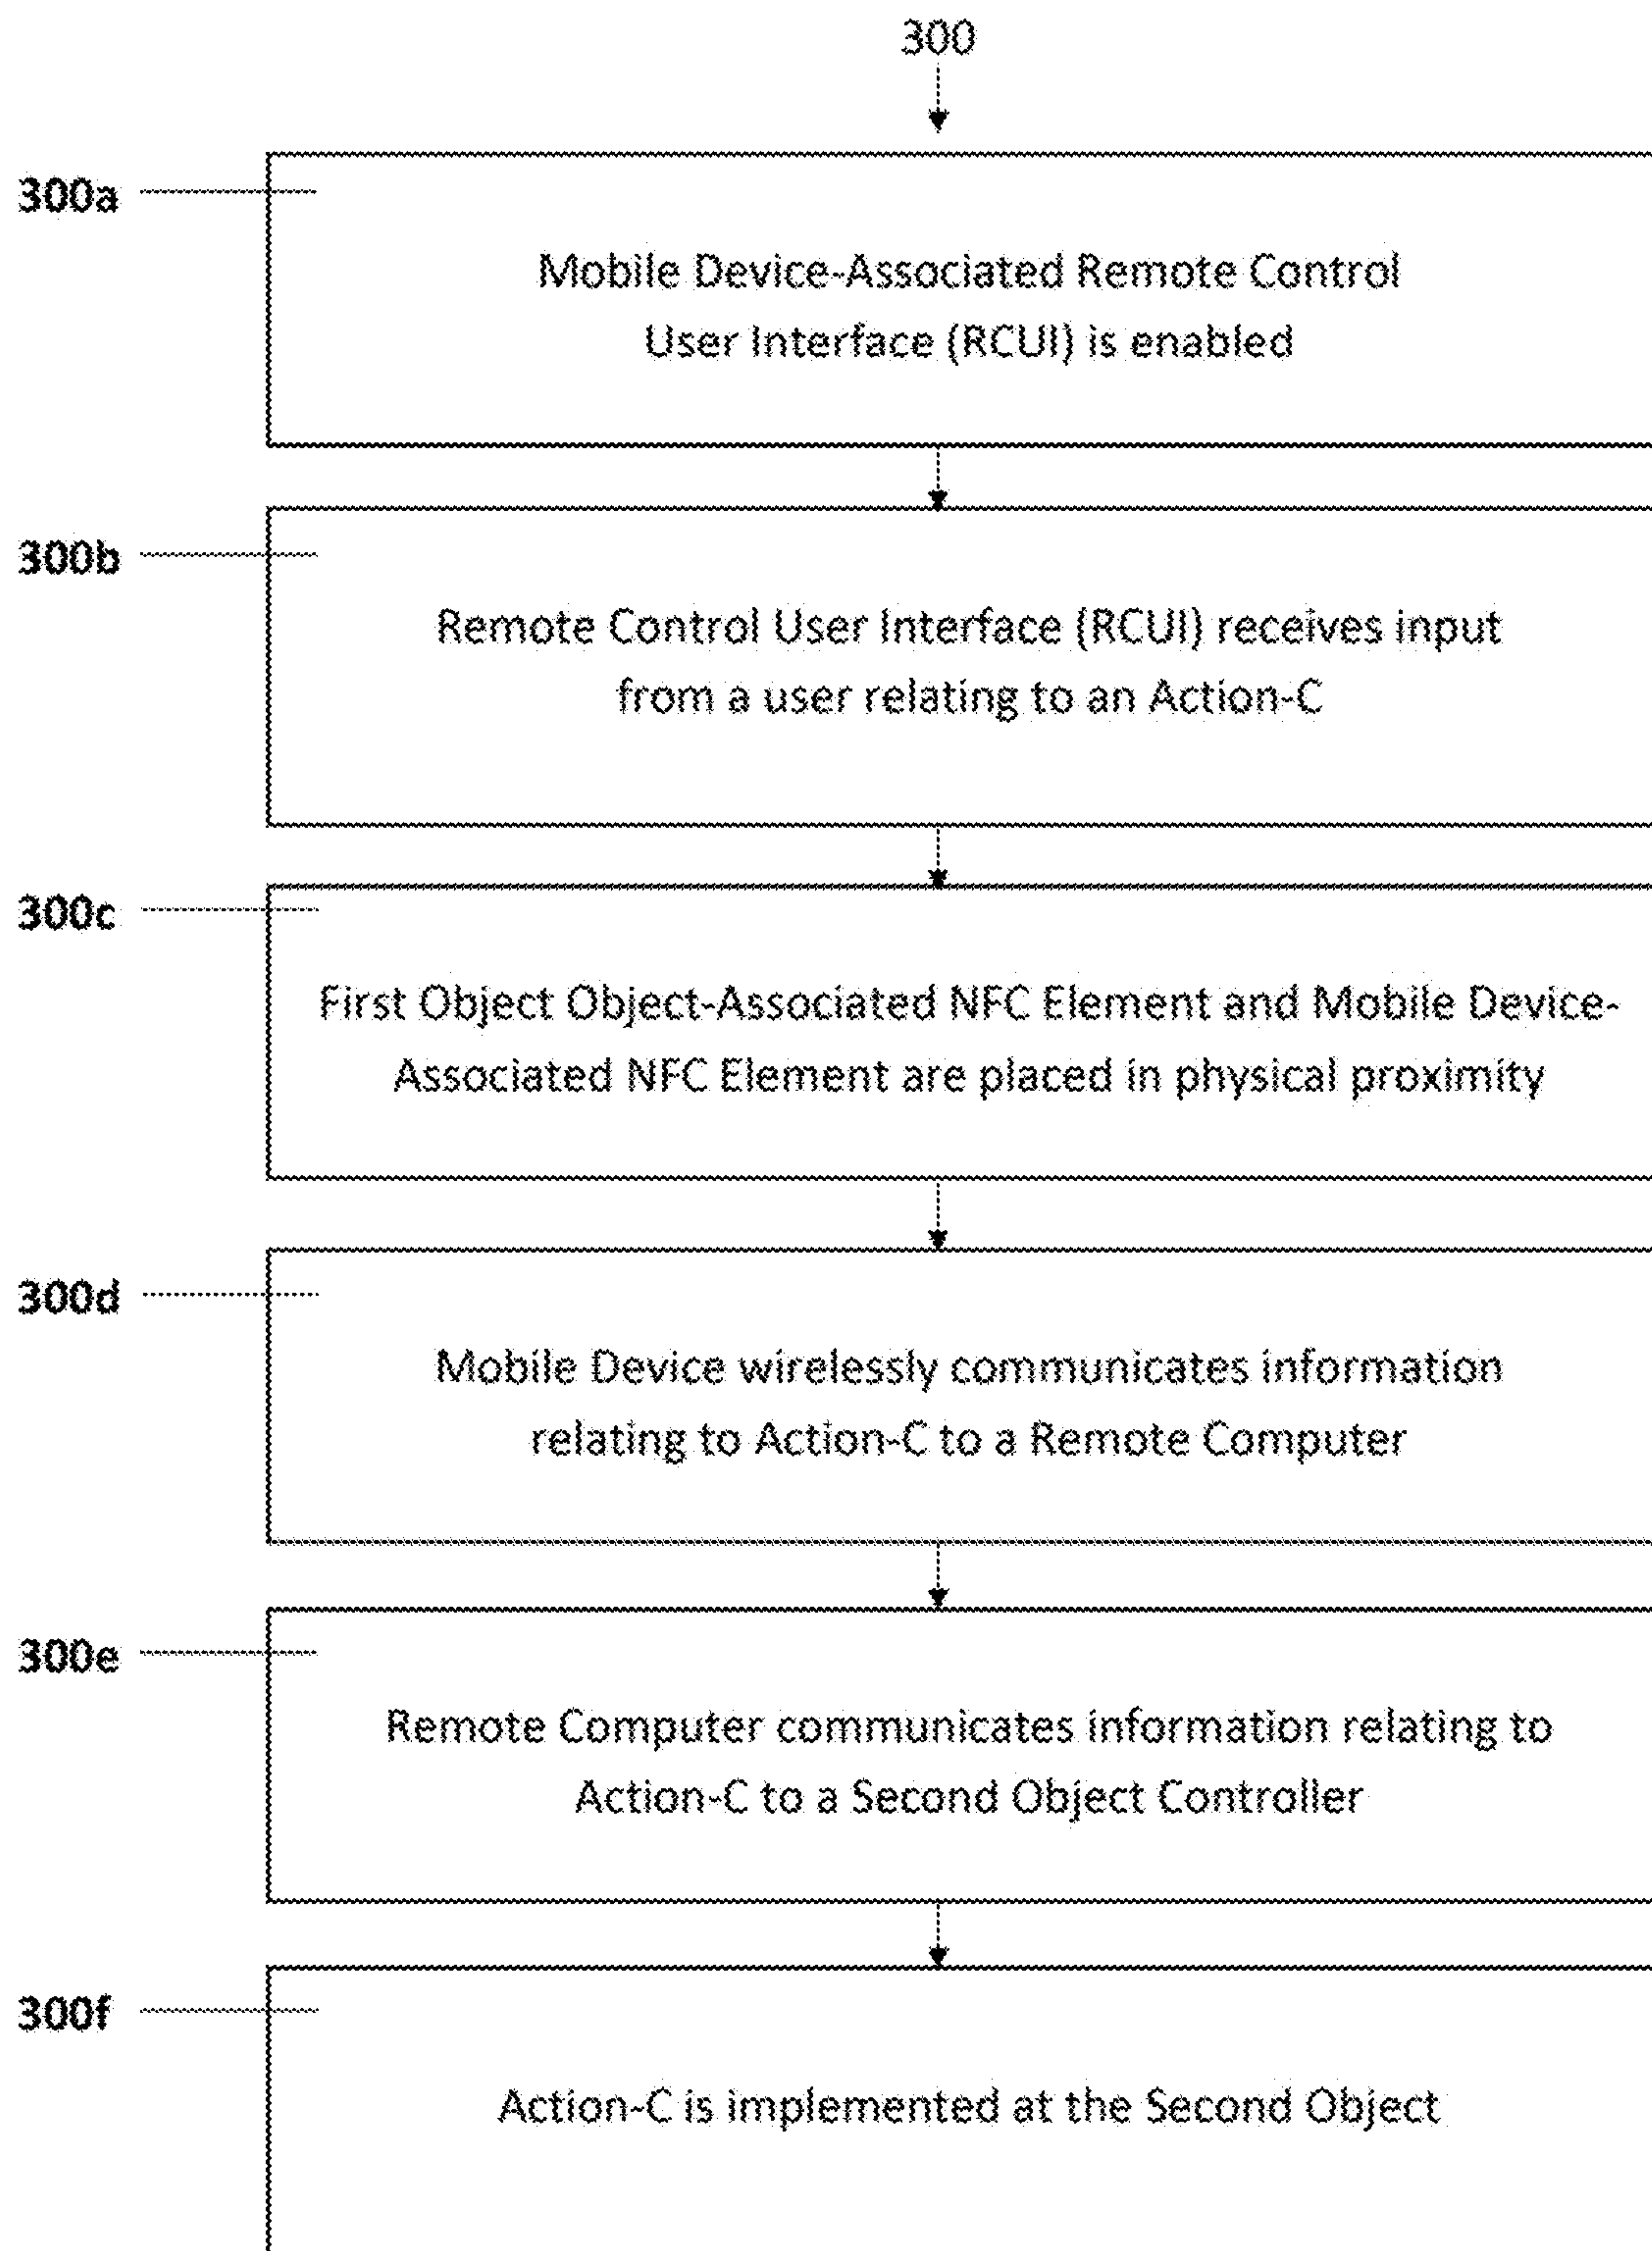 300
300a
Mobile Device-Associated Remote Control
User Interface (RCUI) is enabled
300b
Remote Control User Interface (RCUI) receives input
from a user relating to an Action-C
300c
First Object Object-Associated NFC Element and Mobile Device-
Associated NFC Element are placed in physical proximity
300d
Mobile Device wirelessly communicates information
relating to Action-C to a Remote Computer
300e
Remote Computer communicates information relating to
Action-C to a Second Object Controller
300f
Action-C is implemented at the Second Object